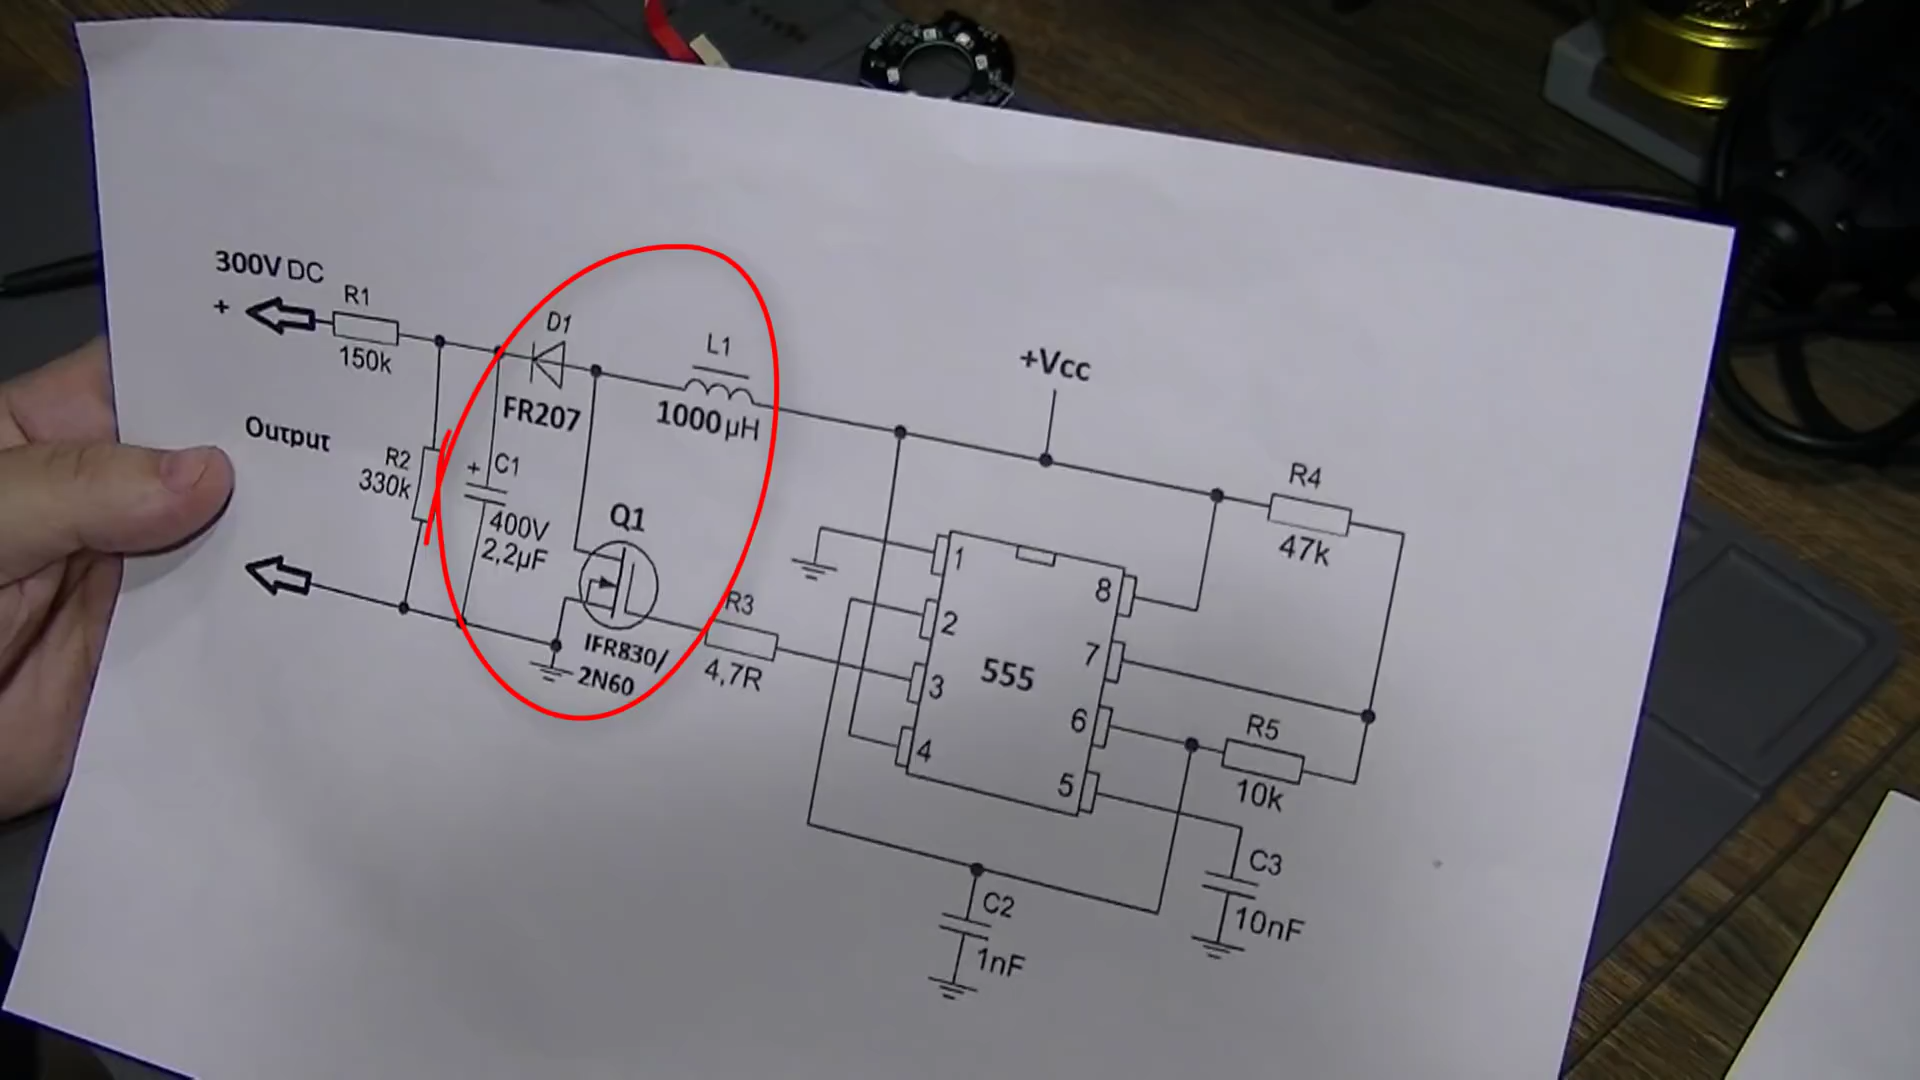 300V DC
+
R1
150k
Output
R2
330k
D1
FR207
L1
1000µH
+ C1
400V
2,2µF
Q1
IFR830/
2N60
R3
4,7R
+Vcc
R4
47k
555
1
2
3
4
8
7
6
5
R5
10k
C2
1nF
C3
10nF